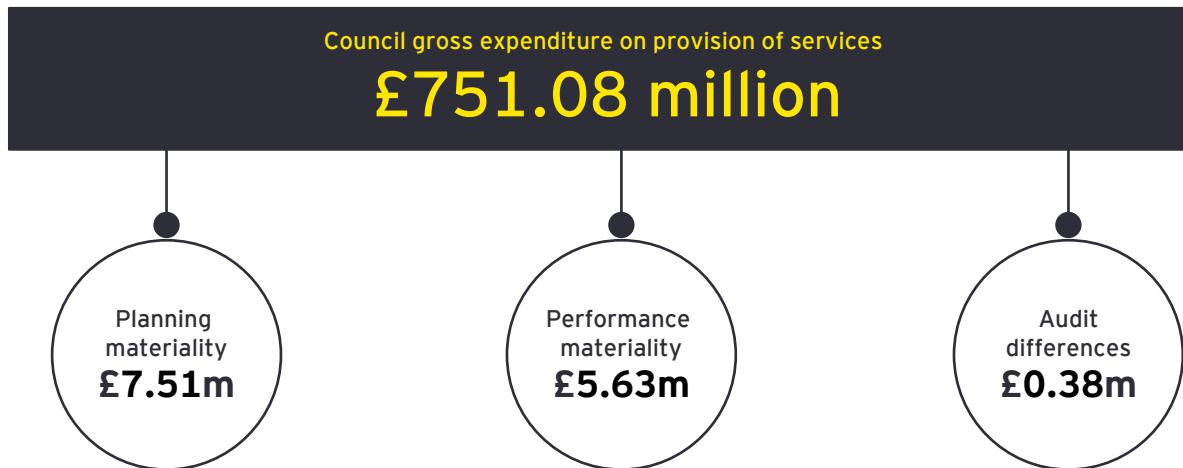 Council gross expenditure on provision of services
£751.08 million
Planning
materiality
£7.51m
Performance
materiality
£5.63m
Audit
differences
£0.38m